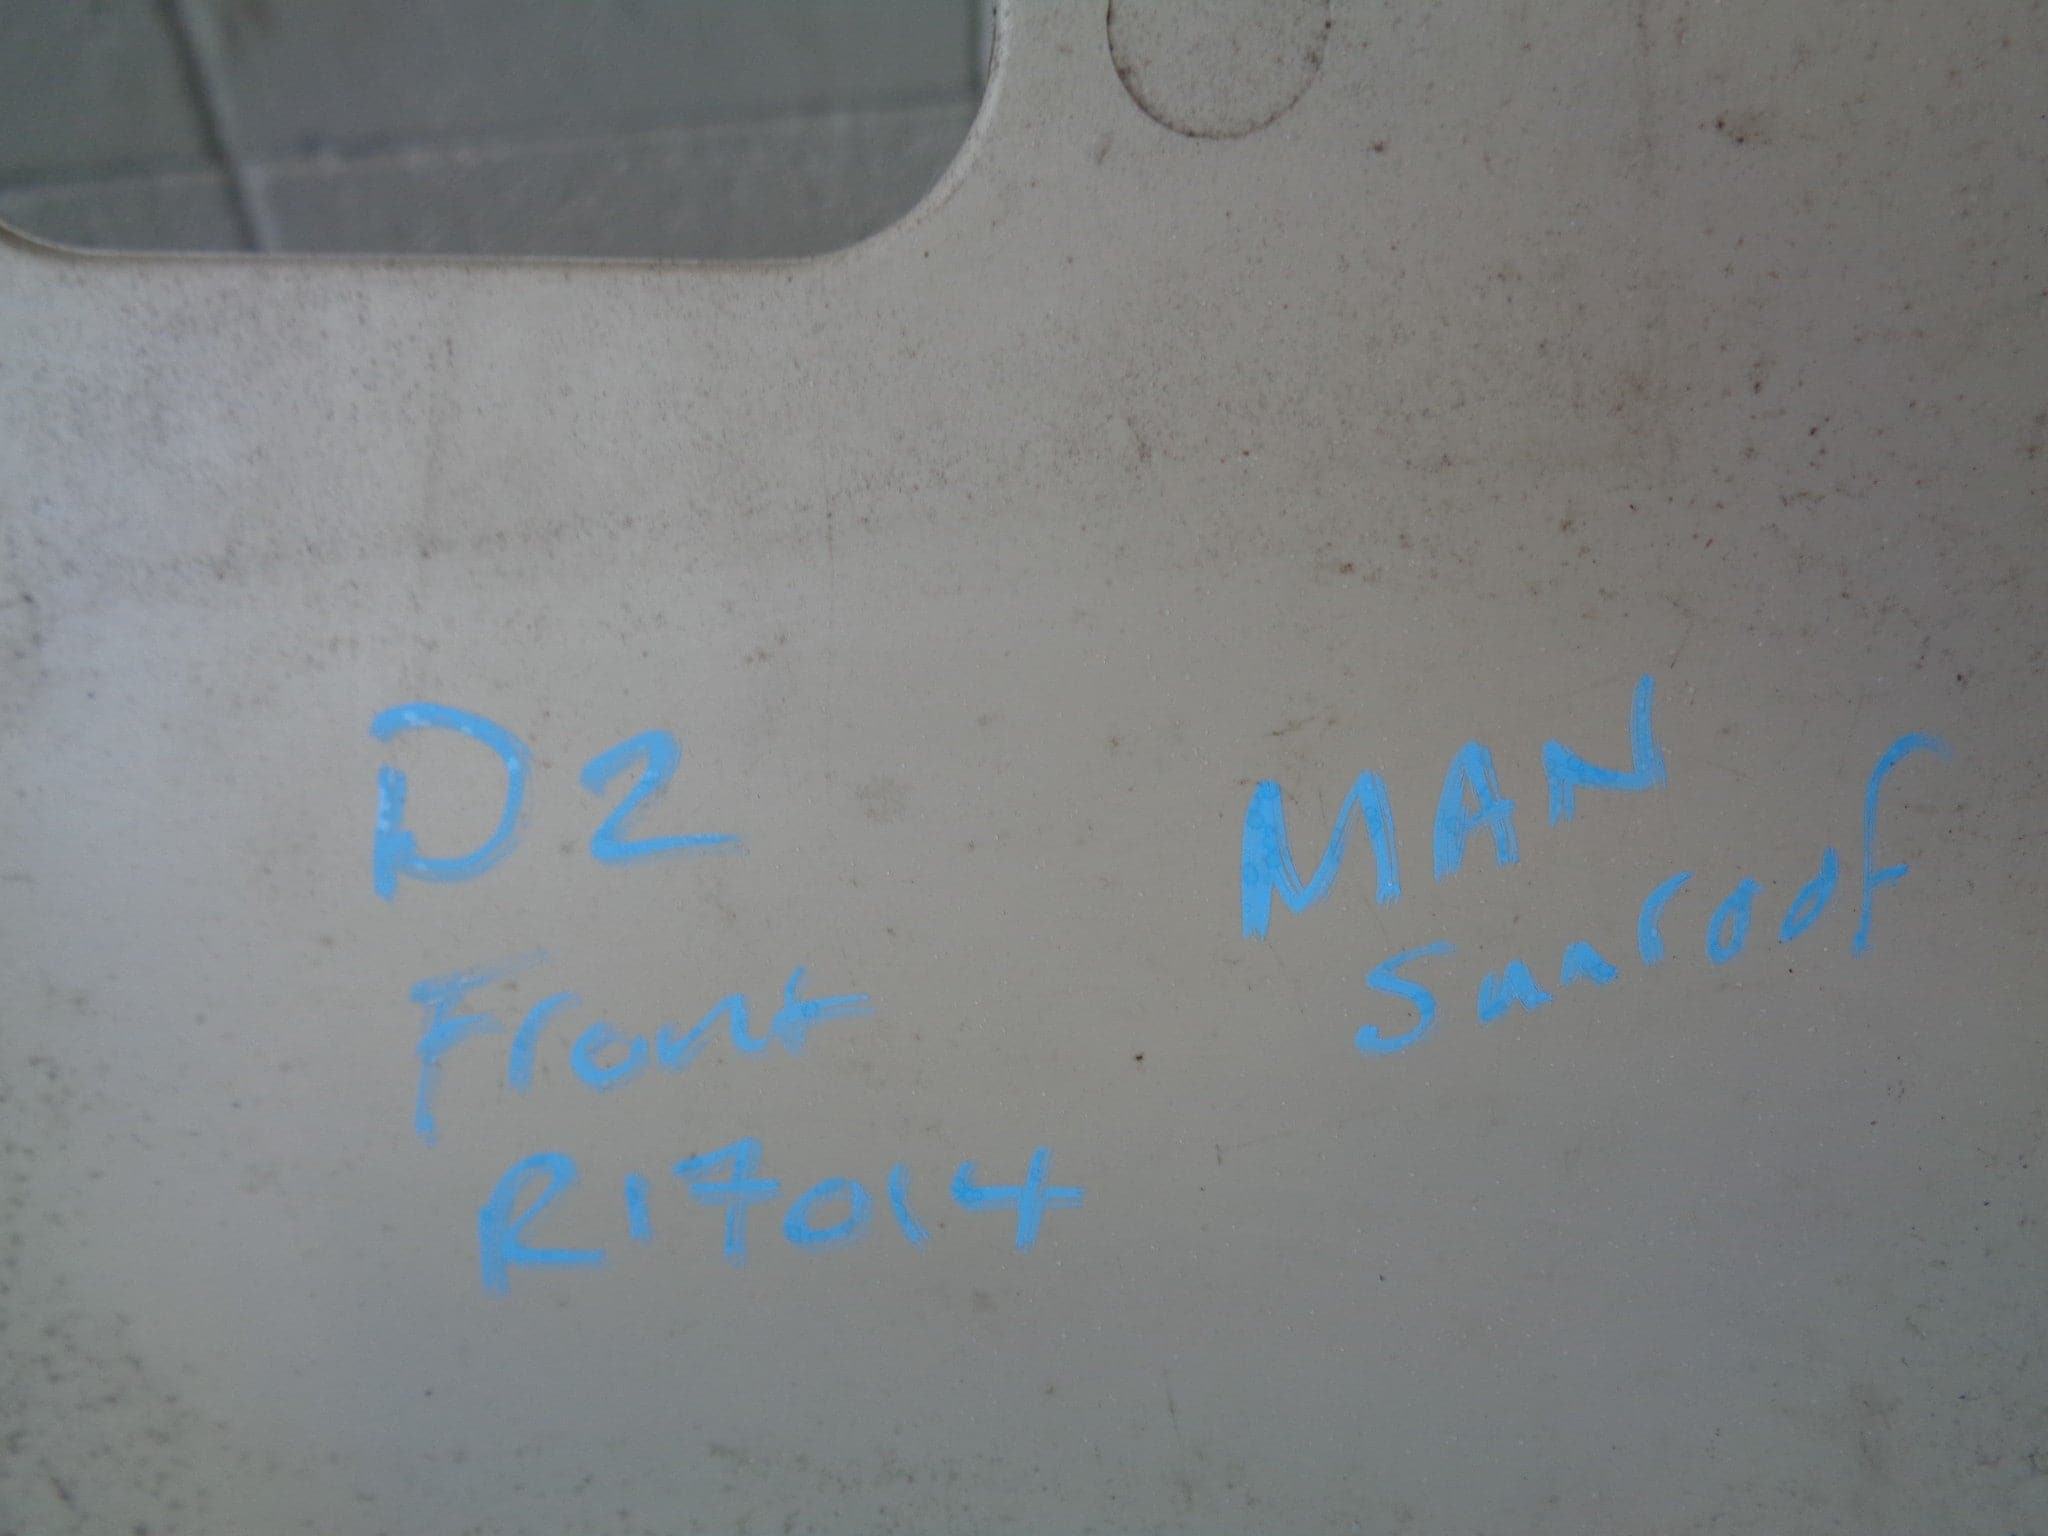 D2
Front
R17014
MAN
Sunroof